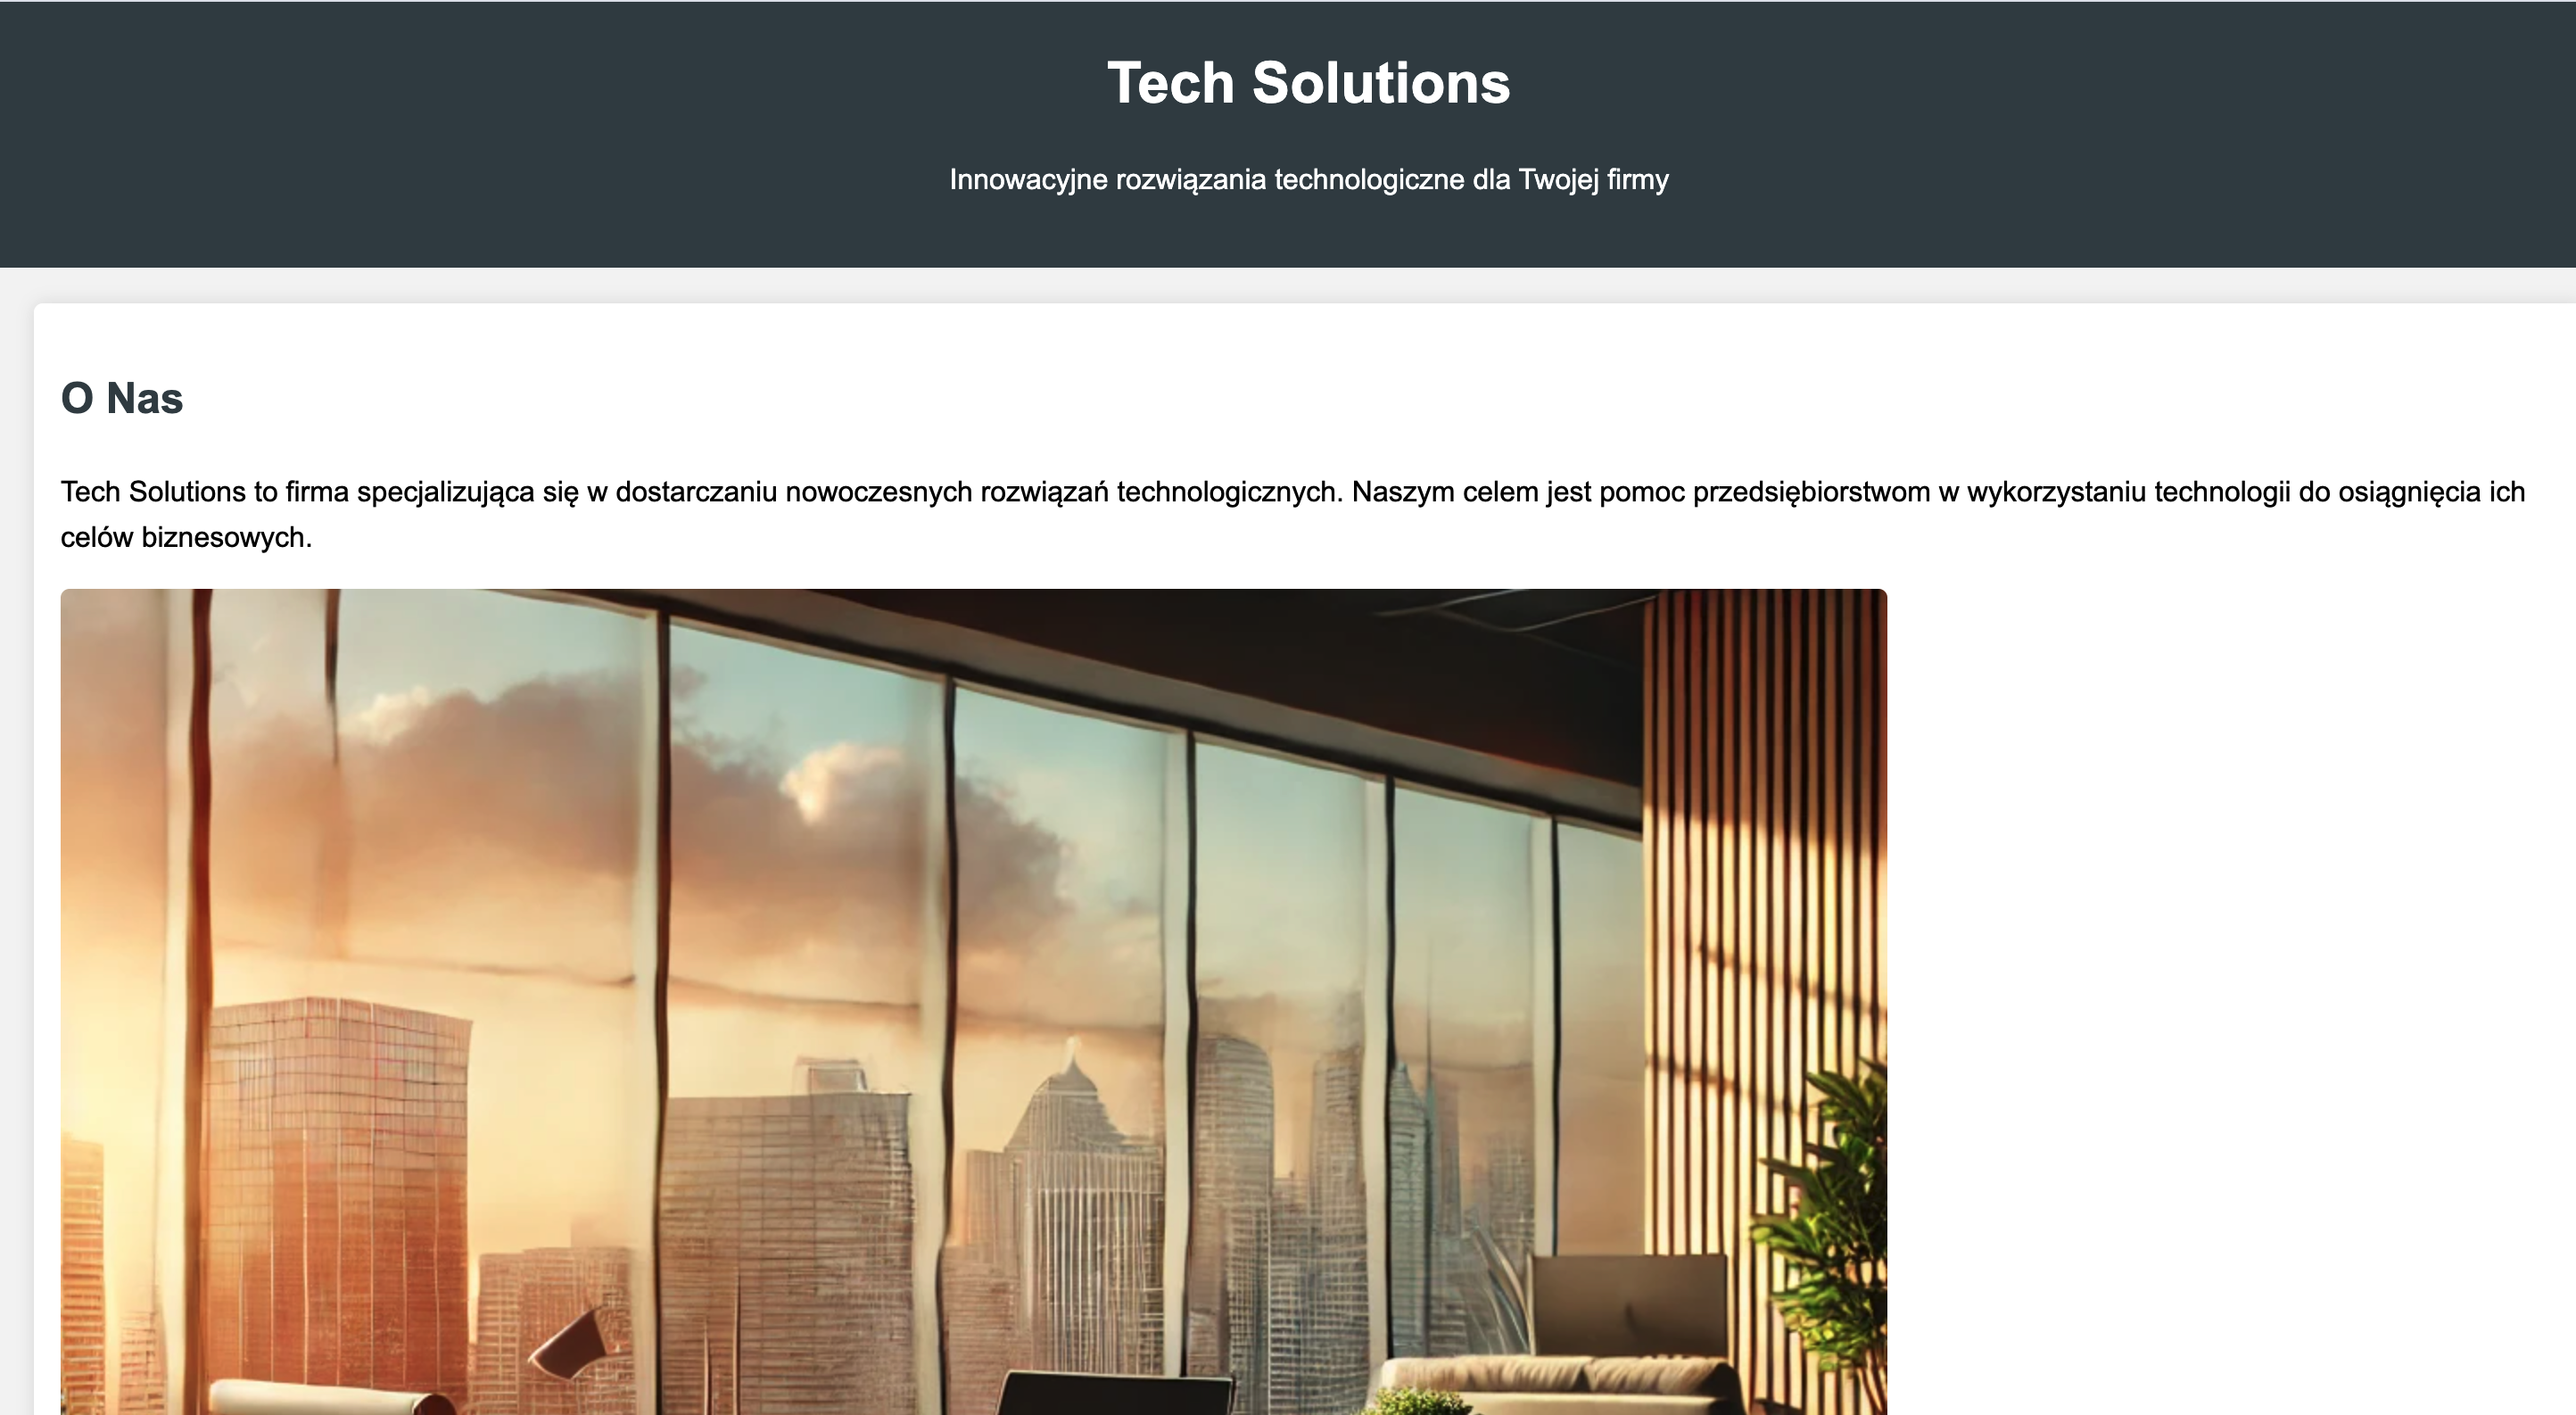 Tech Solutions
Innowacyjne rozwiązania technologiczne dla Twojej firmy
O Nas
Tech Solutions to firma specjalizująca się w dostarczaniu nowoczesnych rozwiązań technologicznych. Naszym celem jest pomoc przedsiębiorstwom w wykorzystaniu technologii do osiągnięcia ich
celów biznesowych.